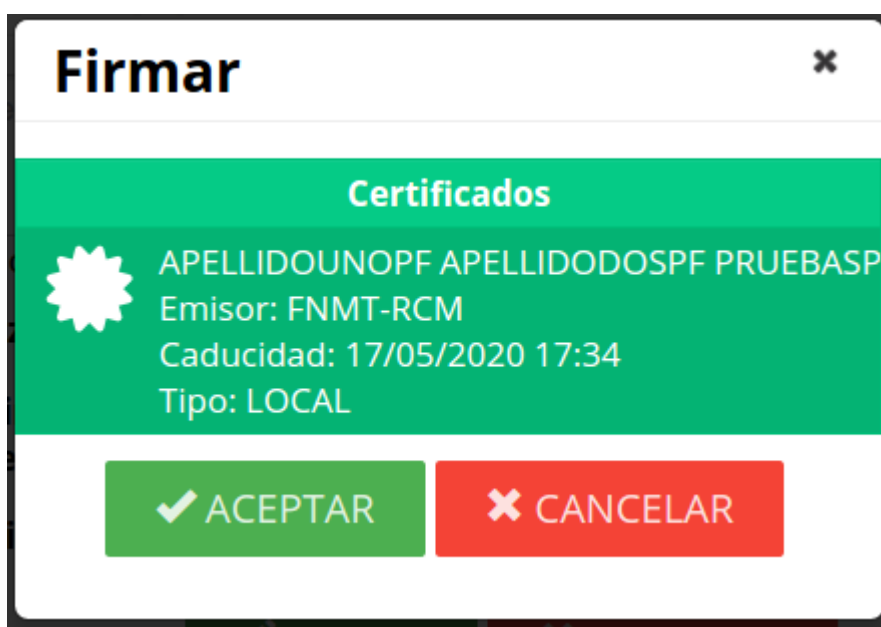 Firmar
Certificados
APELLIDOUNOPF APELLIDODOSPF PRUEBASP
Emisor: FNMT-RCM
Caducidad: 17/05/2020 17:34
Tipo: LOCAL
ACEPTAR
CANCELAR